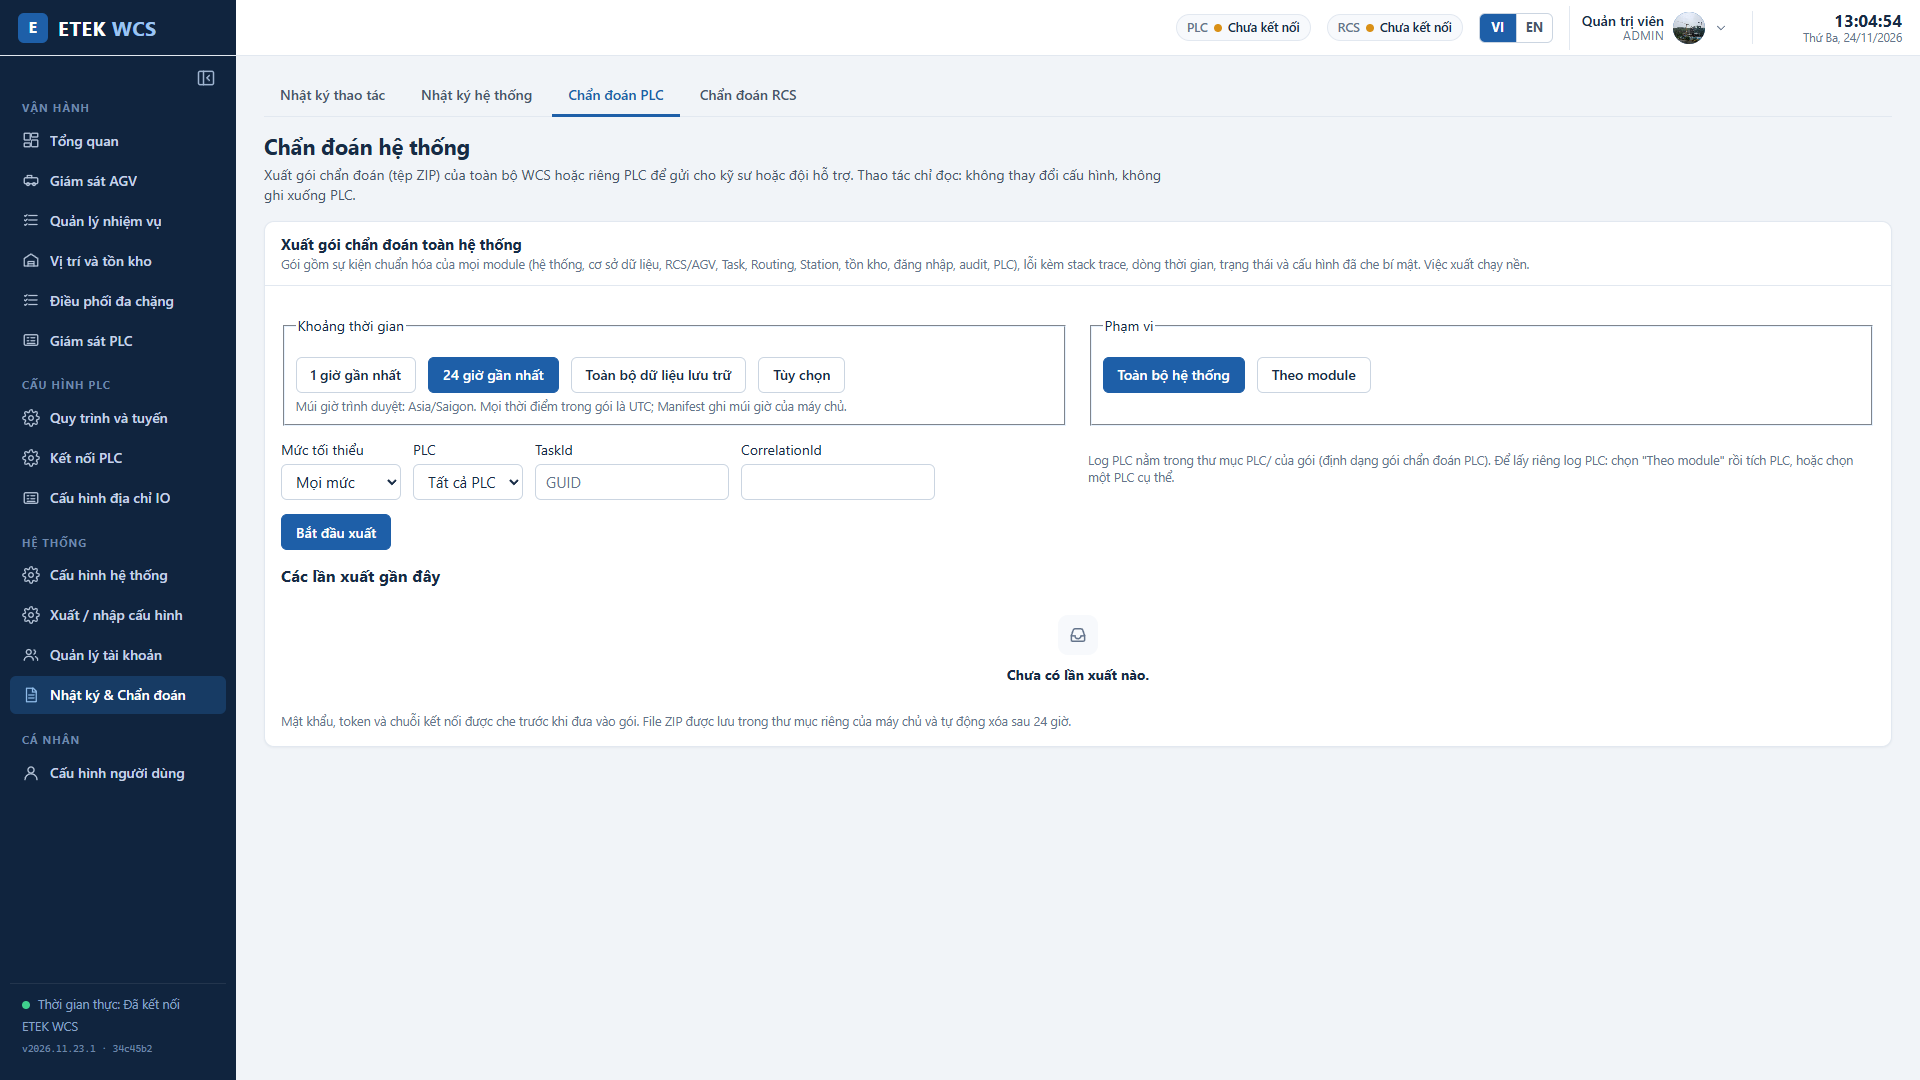 E ETEK WCS
PLC Chưa kết nối
RCS Chưa kết nối
VI EN
Quản trị viên
ADMIN
13:04:54
Thứ Ba, 24/11/2026
VẬN HÀNH
Tổng quan
Giám sát AGV
Quản lý nhiệm vụ
Vị trí và tồn kho
Điều phối đa chặng
Giám sát PLC
CẤU HÌNH PLC
Quy trình và tuyến
Kết nối PLC
Cấu hình địa chỉ IO
HỆ THỐNG
Cấu hình hệ thống
Xuất / nhập cấu hình
Quản lý tài khoản
Nhật ký & Chẩn đoán
CÁ NHÂN
Cấu hình người dùng
Thời gian thực: Đã kết nối
ETEK WCS
v2026.11.23.1 · 34c45b2
Nhật ký thao tác
Nhật ký hệ thống
Chẩn đoán PLC
Chẩn đoán RCS
Chẩn đoán hệ thống
Xuất gói chẩn đoán (tệp ZIP) của toàn bộ WCS hoặc riêng PLC để gửi cho kỹ sư hoặc đội hỗ trợ. Thao tác chỉ đọc: không thay đổi cấu hình, không
ghi xuống PLC.
Xuất gói chẩn đoán toàn hệ thống
Gói gồm sự kiện chuẩn hóa của mọi module (hệ thống, cơ sở dữ liệu, RCS/AGV, Task, Routing, Station, tồn kho, đăng nhập, audit, PLC), lỗi kèm stack trace, dòng thời gian, trạng thái và cấu hình đã che bí mật. Việc xuất chạy nền.
Khoảng thời gian
1 giờ gần nhất
24 giờ gần nhất
Toàn bộ dữ liệu lưu trữ
Tùy chọn
Múi giờ trình duyệt: Asia/Saigon. Mọi thời điểm trong gói là UTC; Manifest ghi múi giờ của máy chủ.
Phạm vi
Toàn bộ hệ thống
Theo module
Mức tối thiểu
Mọi mức
PLC
Tất cả PLC
TaskId
GUID
CorrelationId
Log PLC nằm trong thư mục PLC/ của gói (định dạng gói chẩn đoán PLC). Để lấy riêng log PLC: chọn "Theo module" rồi tích PLC, hoặc chọn
một PLC cụ thể.
Bắt đầu xuất
Các lần xuất gần đây
Chưa có lần xuất nào.
Mật khẩu, token và chuỗi kết nối được che trước khi đưa vào gói. File ZIP được lưu trong thư mục riêng của máy chủ và tự động xóa sau 24 giờ.